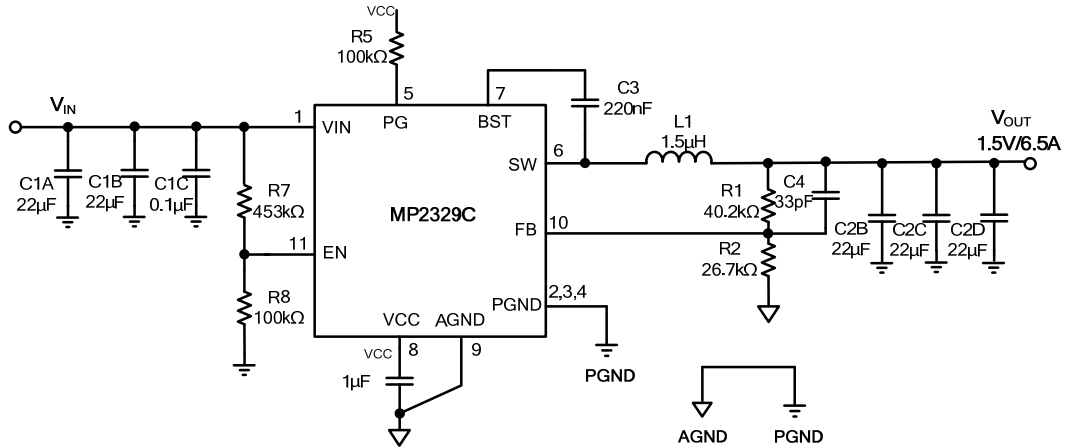 VCC
R5
100kΩ
5
7
C3
220nF
VIN
1
VIN
PG
BST
L1
1.5µH
VOUT
1.5V/6.5A
SW
6
C1A
22µF
C1B
22µF
C1C
0.1µF
R7
453kΩ
MP2329C
R1
40.2kΩ
C4
33pF
FB
10
C2B
22µF
C2C
22µF
C2D
22µF
11
EN
R2
26.7kΩ
R8
100kΩ
PGND
2,3,4
VCC
AGND
VCC
8
9
1µF
PGND
AGND
PGND